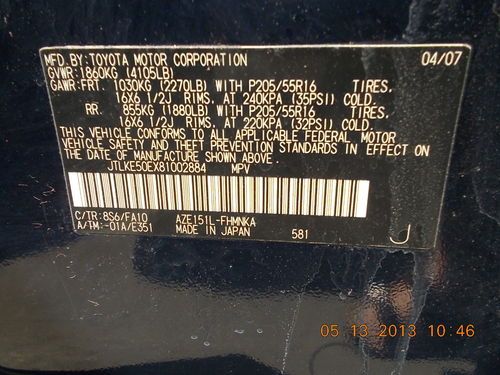 MFD.BY: TOYOTA MOTOR CORPORATION 04/07
GVWR: 1860KG (4105LB)
GAWR: FRT. 1030KG (2270LB) WITH P205/55R16 TIRES,
16X6 1/2J RIMS, AT 240KPA (35PSI) COLD.
RR. 855KG (1880LB) WITH P205/55R16 TIRES,
16X6 1/2J RIMS, AT 220KPA (32PSI) COLD.
THIS VEHICLE CONFORMS TO ALL APPLICABLE FEDERAL MOTOR
VEHICLE SAFETY AND THEFT PREVENTION STANDARDS IN EFFECT ON
THE DATE OF MANUFACTURE SHOWN ABOVE.
JTLKE50EX81002884 MPV
C/TR: 8S6/FA10 AZE151L-FHMNKA
A/TM: -01A/E351 MADE IN JAPAN 581 J
05.13.2013 10:46